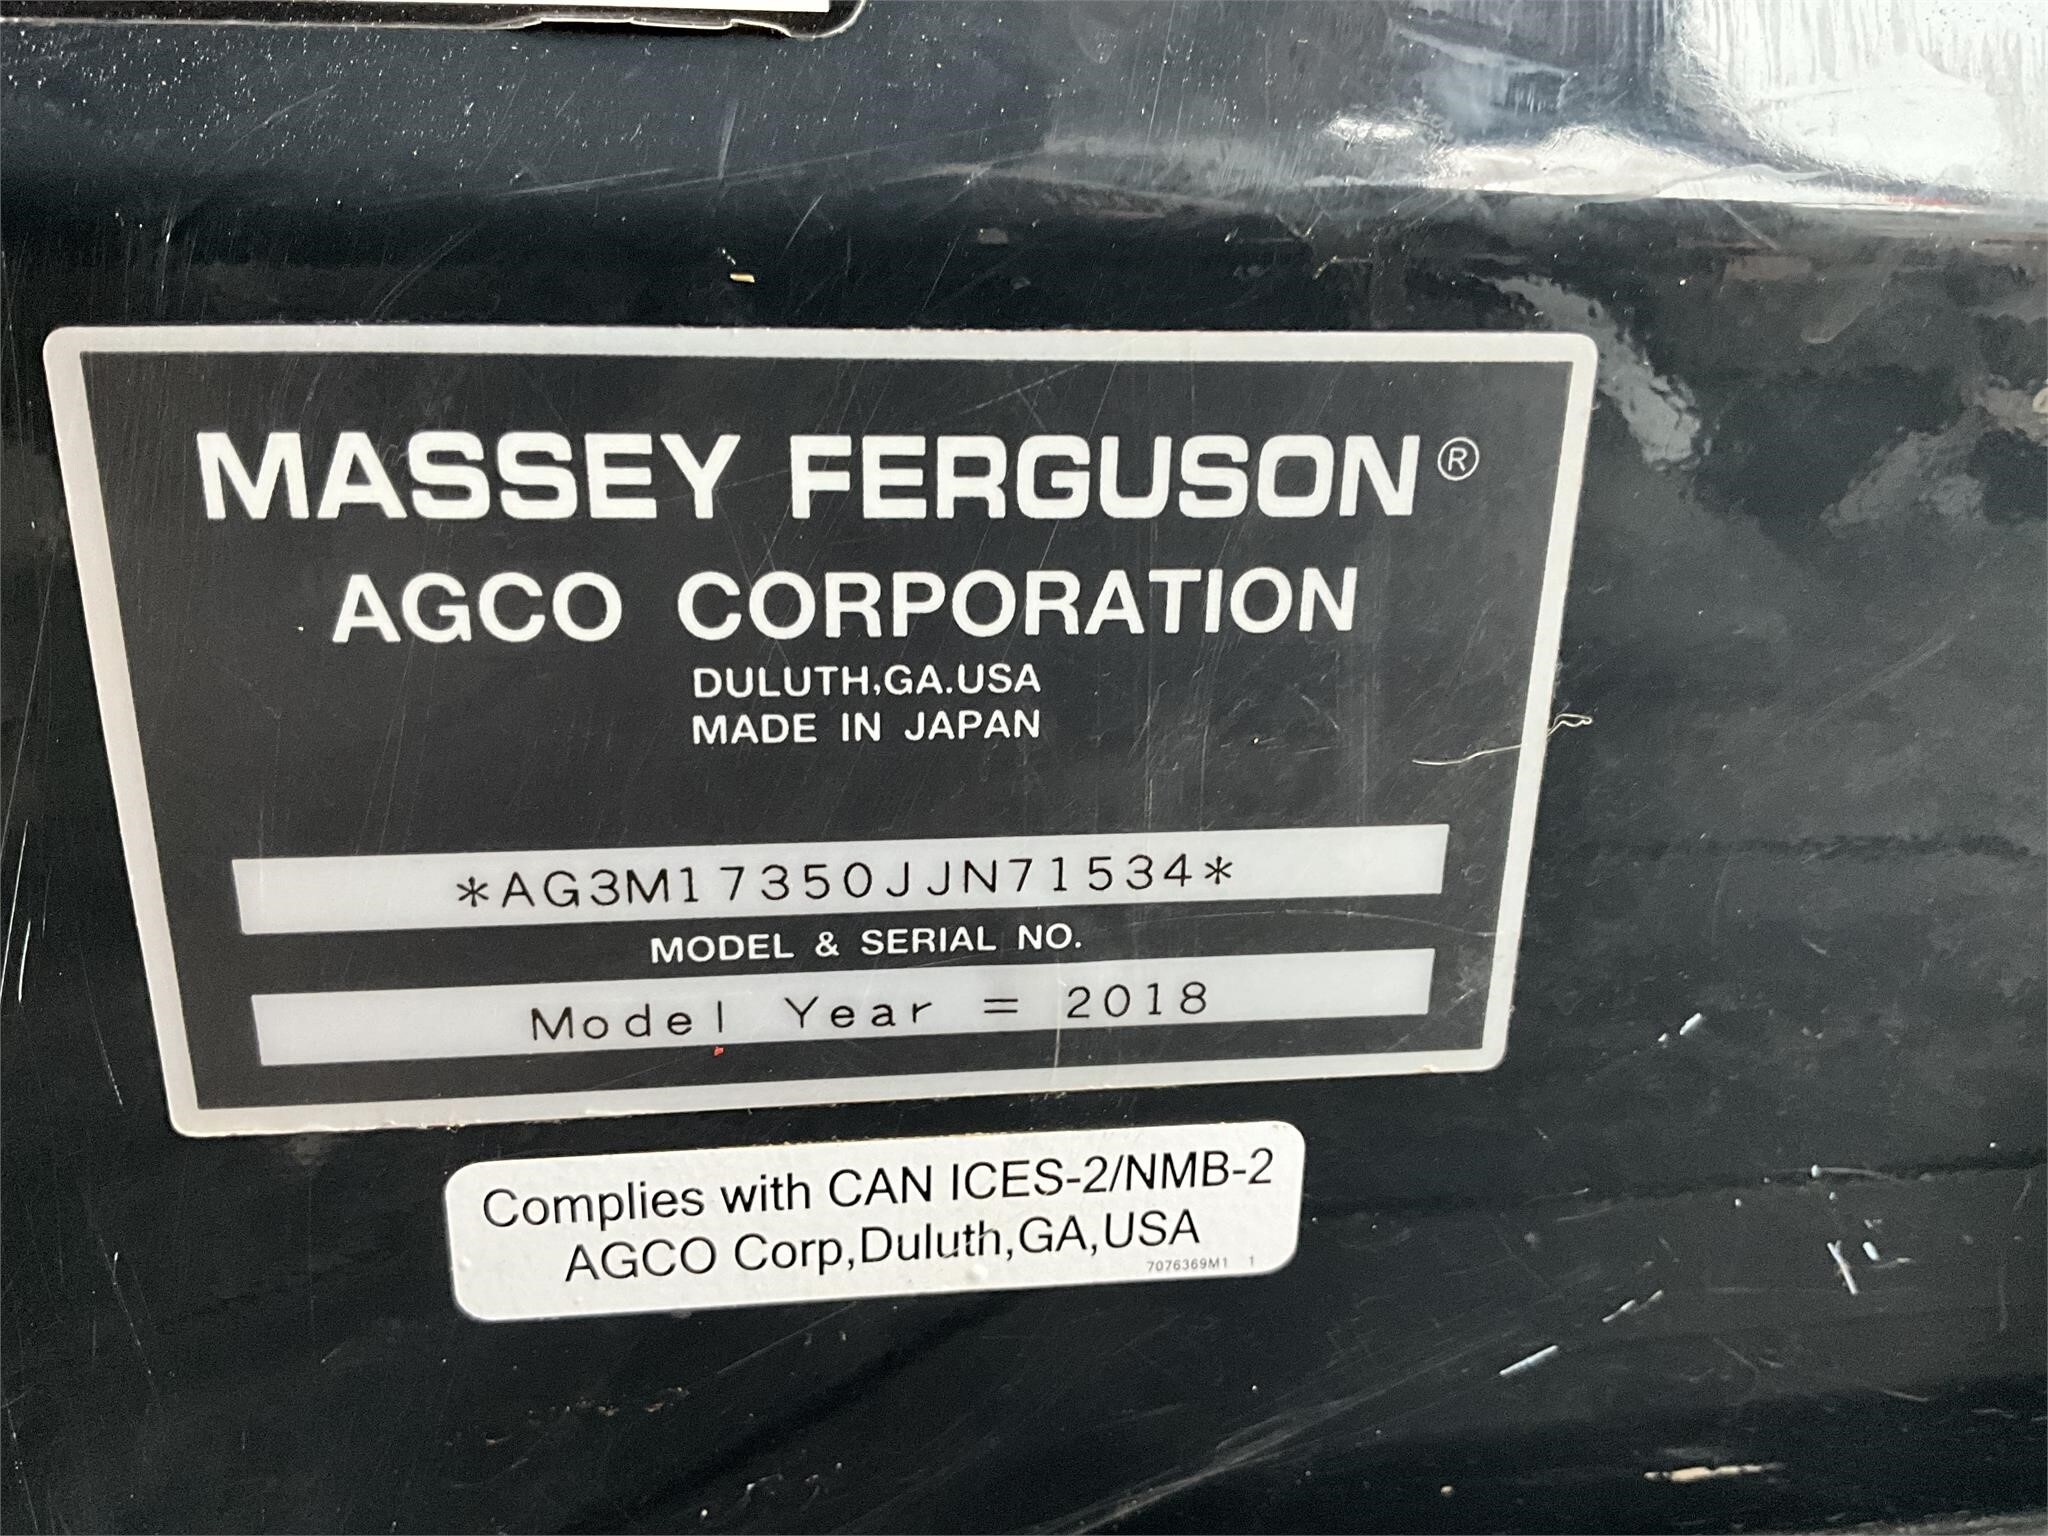 MASSEY FERGUSON®
AGCO CORPORATION
DULUTH,GA.USA
MADE IN JAPAN
*AG3M17350JJN71534*
MODEL & SERIAL NO.
Model Year = 2018
Complies with CAN ICES-2/NMB-2
AGCO Corp,Duluth,GA,USA
7076369M1 1